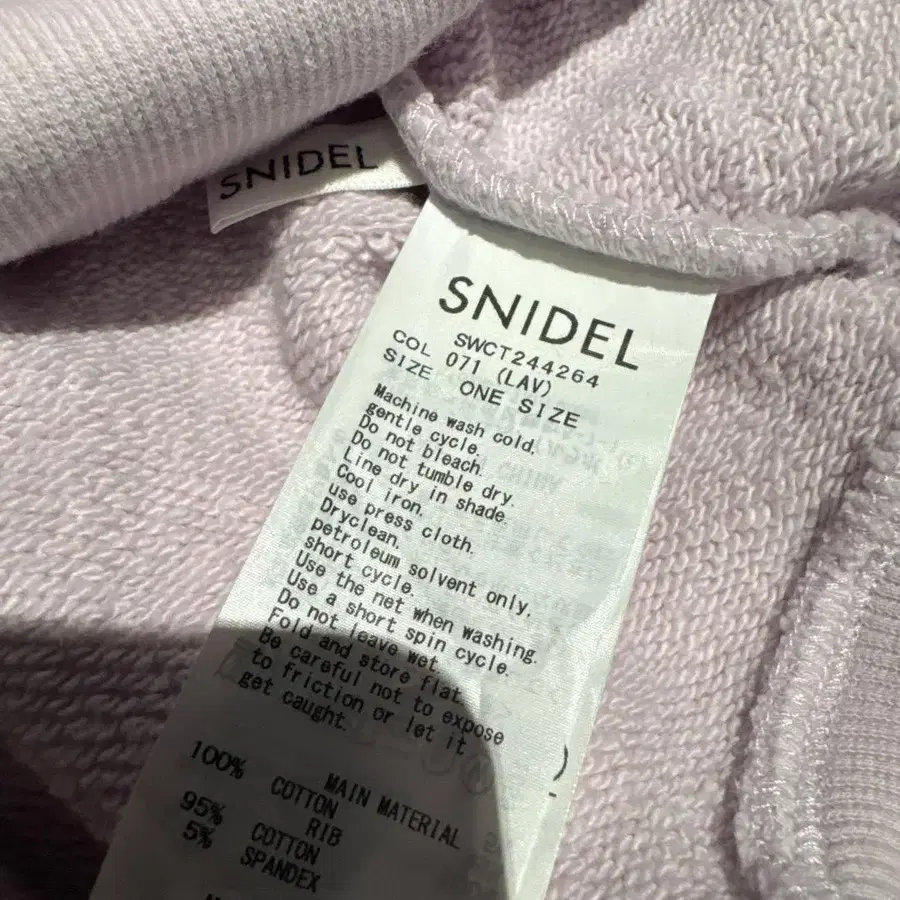 SNIDEL
SNIDEL
SWCT244264
COL 071 (LAV)
SIZE ONE SIZE
Machine wash cold.
gentle cycle.
Do not bleach.
Do not tumble dry.
Line dry in shade.
Cool iron.
use press cloth.
Dryclean.
petroleum solvent only.
short cycle.
Use the net when washing.
Use a short spin cycle.
Do not leave wet.
Fold and store flat.
Be careful not to expose
to friction or let it
get caught.
MAIN MATERIAL
100% COTTON
RIB
95% COTTON
5% SPANDEX